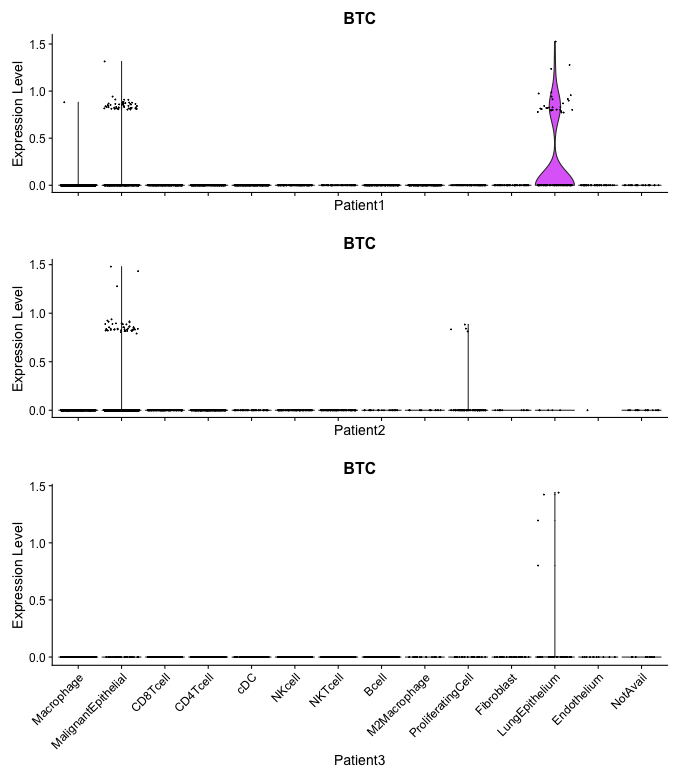 BTC
Expression Level
1.5
1.0
0.5
0.0
Patient1
BTC
Expression Level
1.5
1.0
0.5
0.0
Patient2
BTC
Expression Level
1.5
1.0
0.5
0.0
Macrophage
MalignantEpithelial
CD8Tcell
CD4Tcell
cDC
NKcell
NKTcell
Bcell
M2Macrophage
ProliferatingCell
Fibroblast
LungEpithelium
Endothelium
NotAvail
Patient3